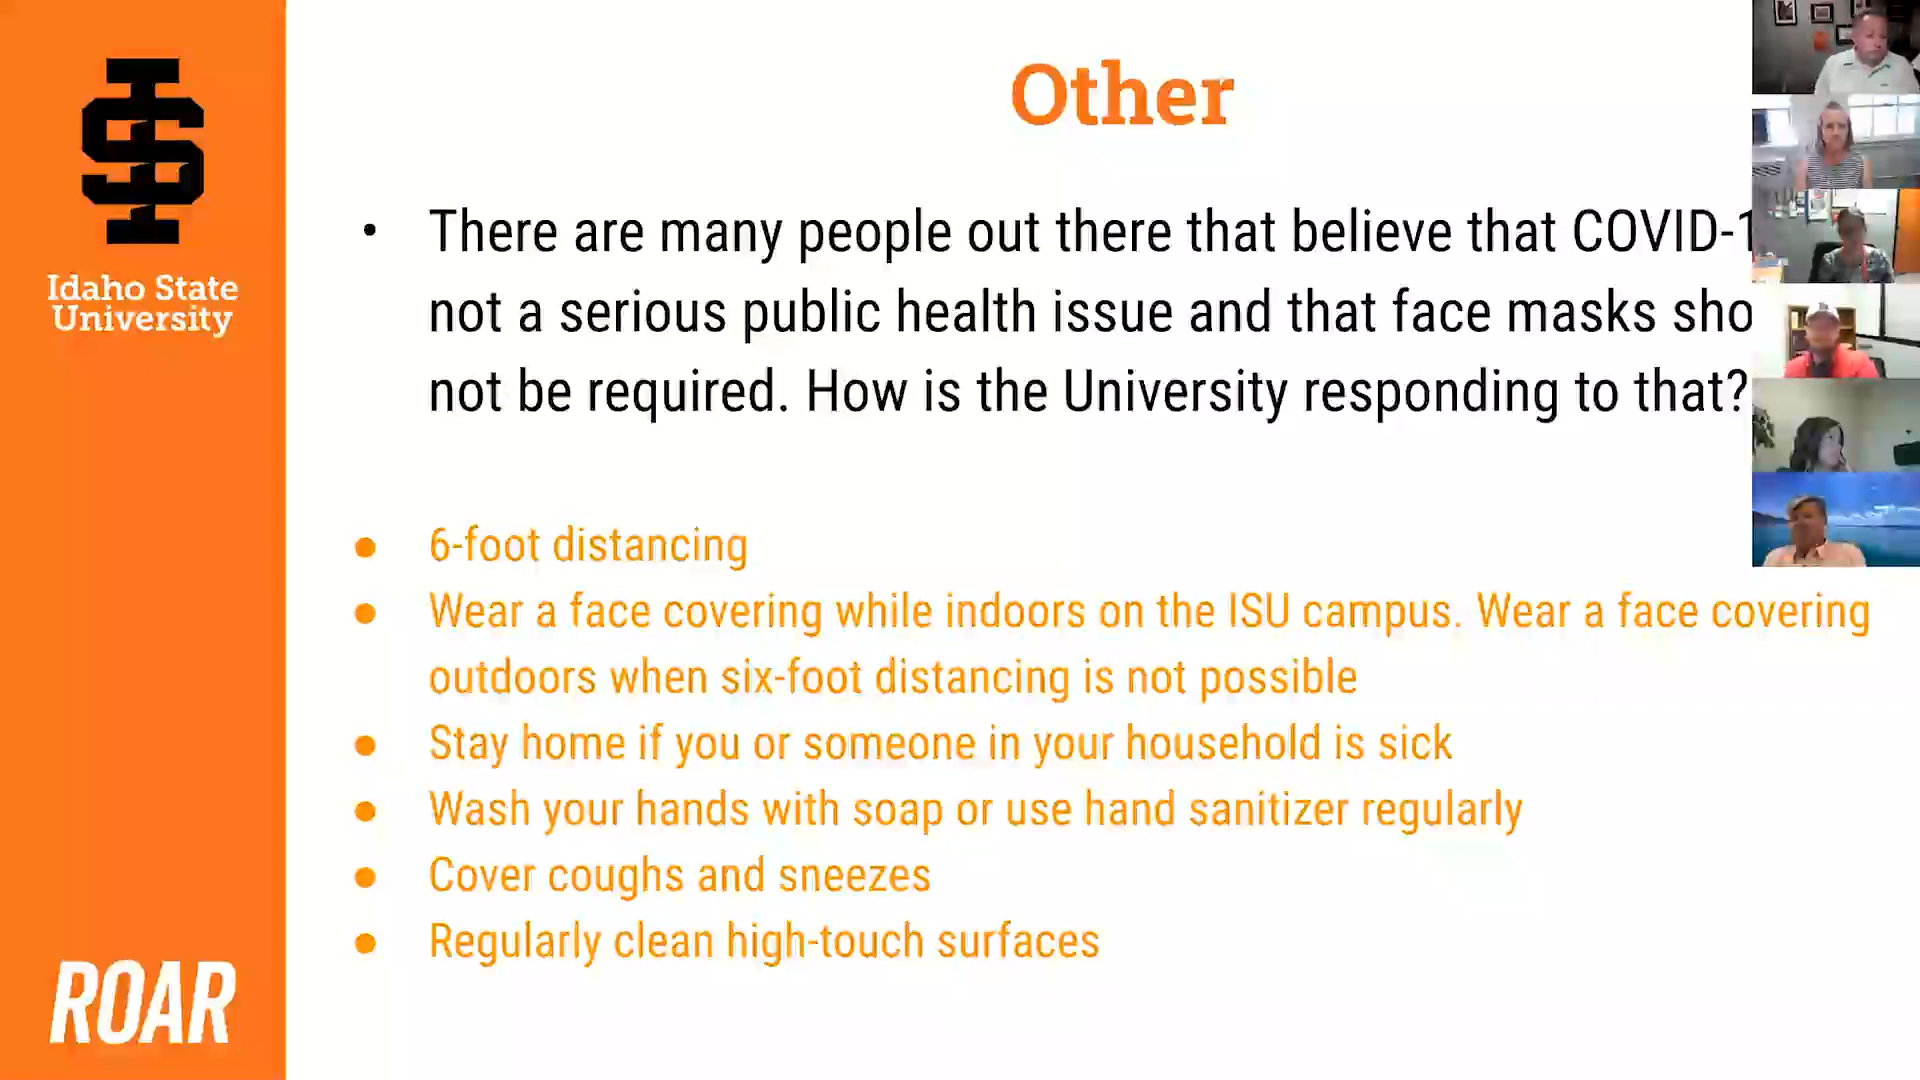 Idaho State
University
ROAR
Other
• There are many people out there that believe that COVID-1
not a serious public health issue and that face masks sho
not be required. How is the University responding to that?
● 6-foot distancing
● Wear a face covering while indoors on the ISU campus. Wear a face covering
outdoors when six-foot distancing is not possible
● Stay home if you or someone in your household is sick
● Wash your hands with soap or use hand sanitizer regularly
● Cover coughs and sneezes
● Regularly clean high-touch surfaces